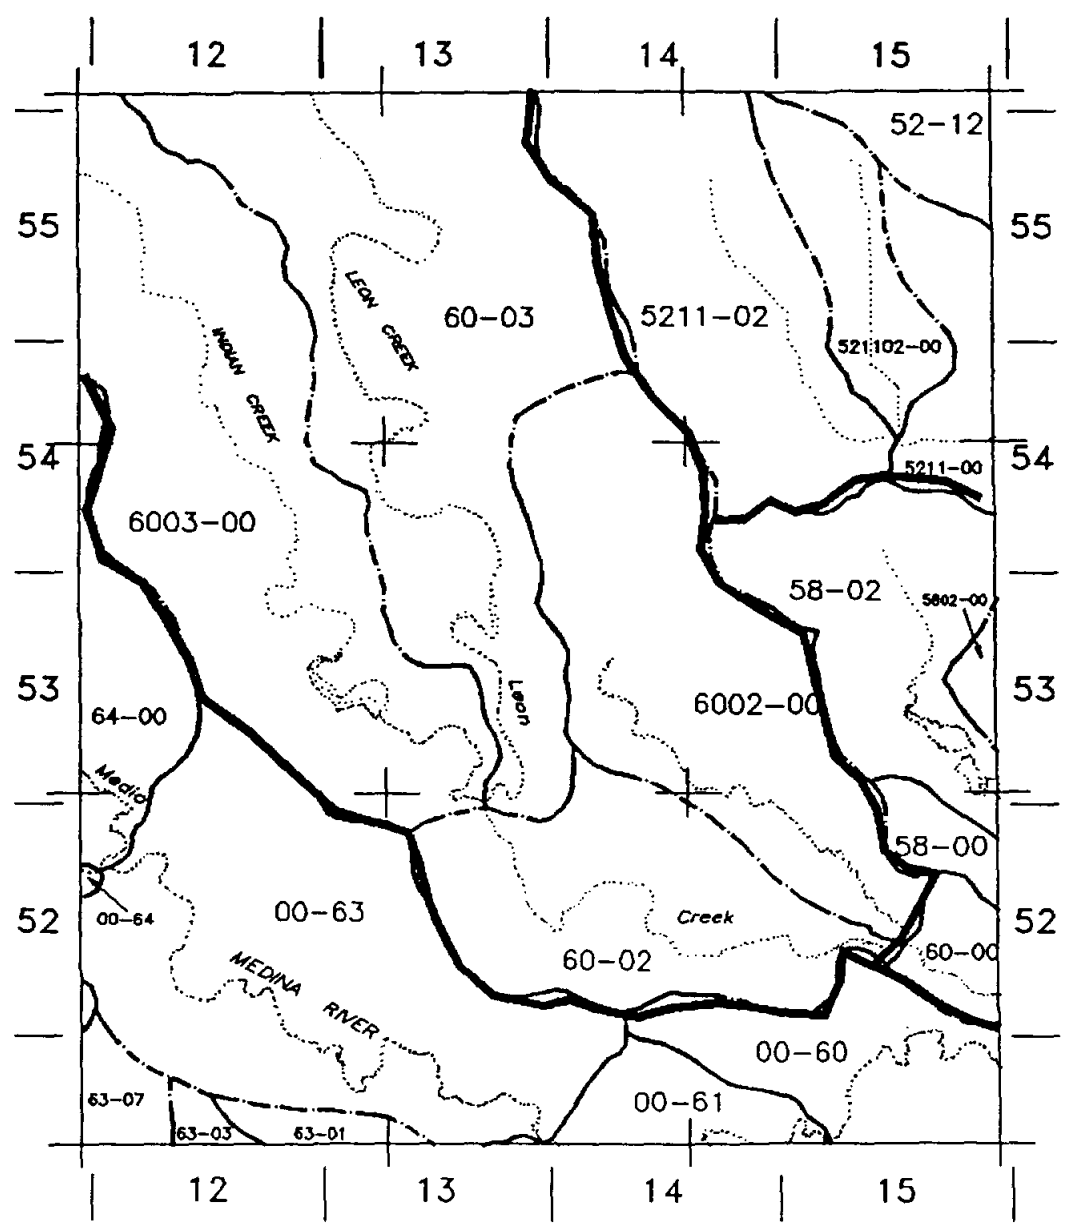 12 13 14 15
52-12
55 55
LEON CREEK
60-03 5211-02
INDIAN CREEK
521102-00
54 54
5211-00
6003-00
58-02
5802-00
53 53
Leon
6002-00
64-00
Medio
58-00
52 52
00-63
00-64
Creek
60-02
60-00
MEDINA RIVER
00-60
63-07
00-61
63-03 63-01
12 13 14 15